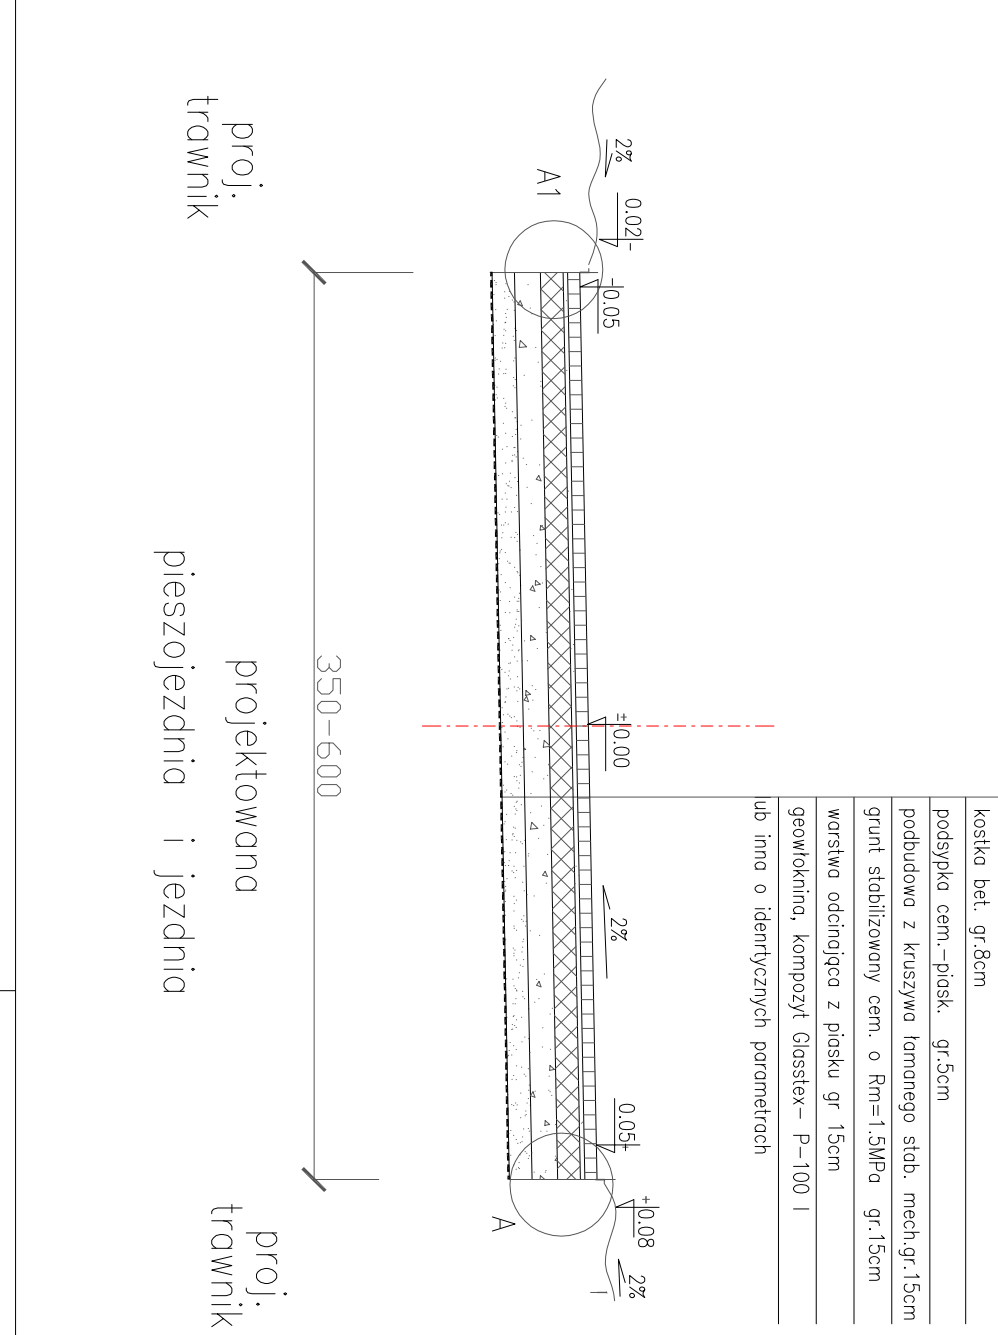 kostka bet. gr.8cm
podsypka cem.-piask. gr.5cm
podbudowa z kruszywa łamanego stab. mech.gr.15cm
grunt stabilizowany cem. o Rm=1.5MPa gr.15cm
warstwa odcinająca z piasku gr 15cm
geowłoknina, kompozyt Glasstex- P-100 I
lub inna o idenrtycznych parametrach
2%
0.02-
-0.05
±0.00
2%
0.05+
+0.08
2%
A1
A
350-600
proj.
trawnik
projektowana
pieszojezdnia i jezdnia
proj.
trawnik